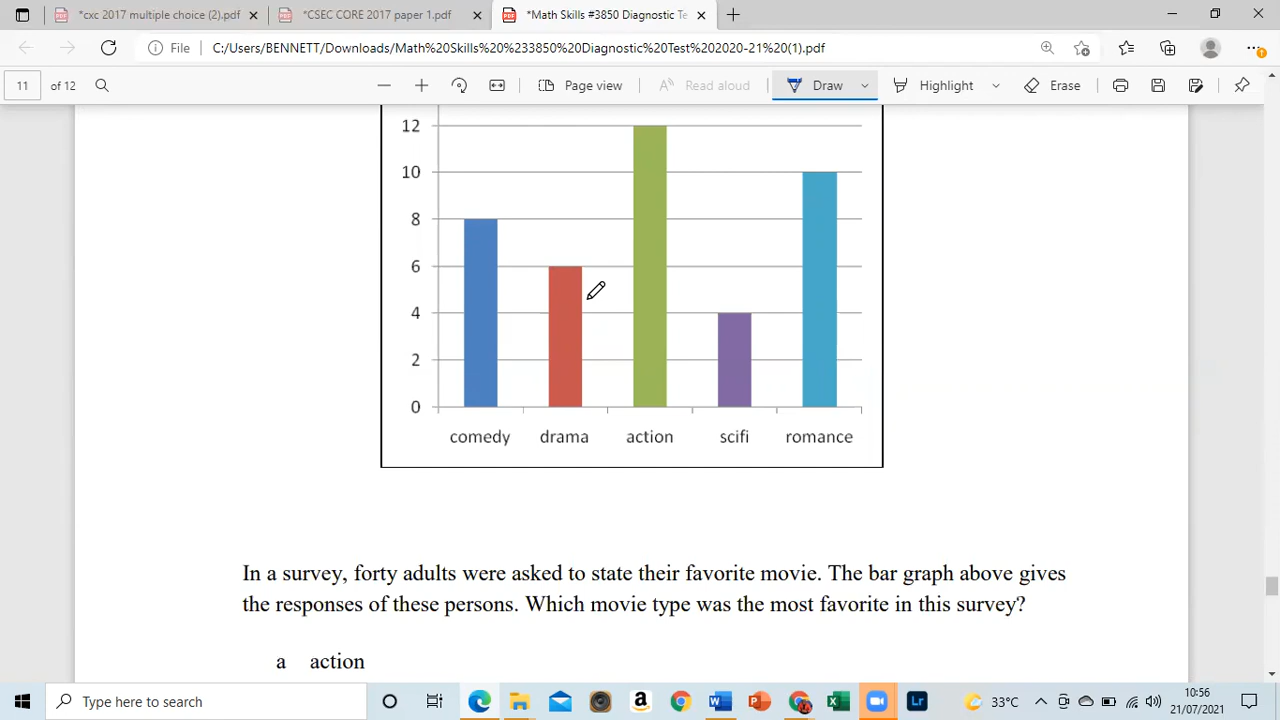 *cxc 2017 multiple choice (2).pdf
*CSEC CORE 2017 paper 1.pdf
*Math Skills #3850 Diagnostic Te
File
C:/Users/BENNETT/Downloads/Math%20Skills%20%233850%20Diagnostic%20Test%202020-21%20(1).pdf
11 of 12
Page view
Read aloud
Draw
Highlight
Erase
12
10
8
6
4
2
0
comedy drama action scifi romance
In a survey, forty adults were asked to state their favorite movie. The bar graph above gives
the responses of these persons. Which movie type was the most favorite in this survey?
a action
Type here to search
33°C
10:56
21/07/2021